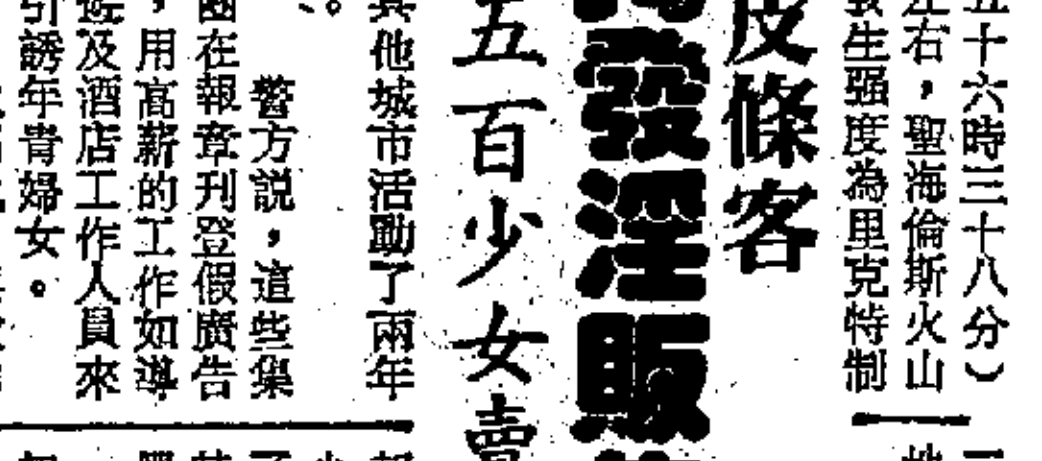 五十六時三十八分）
左右，聖海倫斯火山
發生强度為里克特制
皮條客
發淫販
五百少女賣
其他城市活動了兩年
警方説，這些集
團在報章刊登假廣告
，用高薪的工作如導
遊及酒店工作人員來
引誘年青婦女。